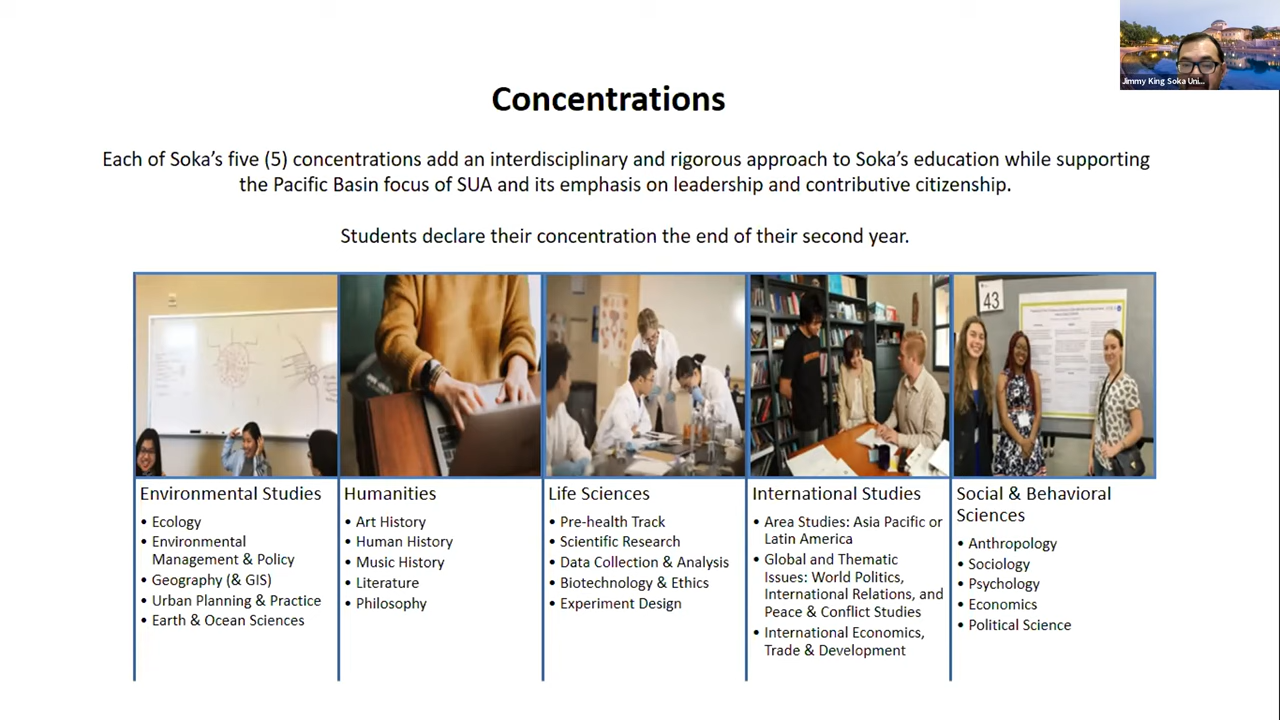 Jimmy King Soka Uni...
Concentrations
Each of Soka's five (5) concentrations add an interdisciplinary and rigorous approach to Soka's education while supporting
the Pacific Basin focus of SUA and its emphasis on leadership and contributive citizenship.
Students declare their concentration the end of their second year.
43
Environmental Studies
• Ecology
• Environmental
Management & Policy
• Geography (& GIS)
• Urban Planning & Practice
• Earth & Ocean Sciences
Humanities
• Art History
• Human History
• Music History
• Literature
• Philosophy
Life Sciences
• Pre-health Track
• Scientific Research
• Data Collection & Analysis
• Biotechnology & Ethics
• Experiment Design
International Studies
• Area Studies: Asia Pacific or
Latin America
• Global and Thematic
Issues: World Politics,
International Relations, and
Peace & Conflict Studies
• International Economics,
Trade & Development
Social & Behavioral
Sciences
• Anthropology
• Sociology
• Psychology
• Economics
• Political Science